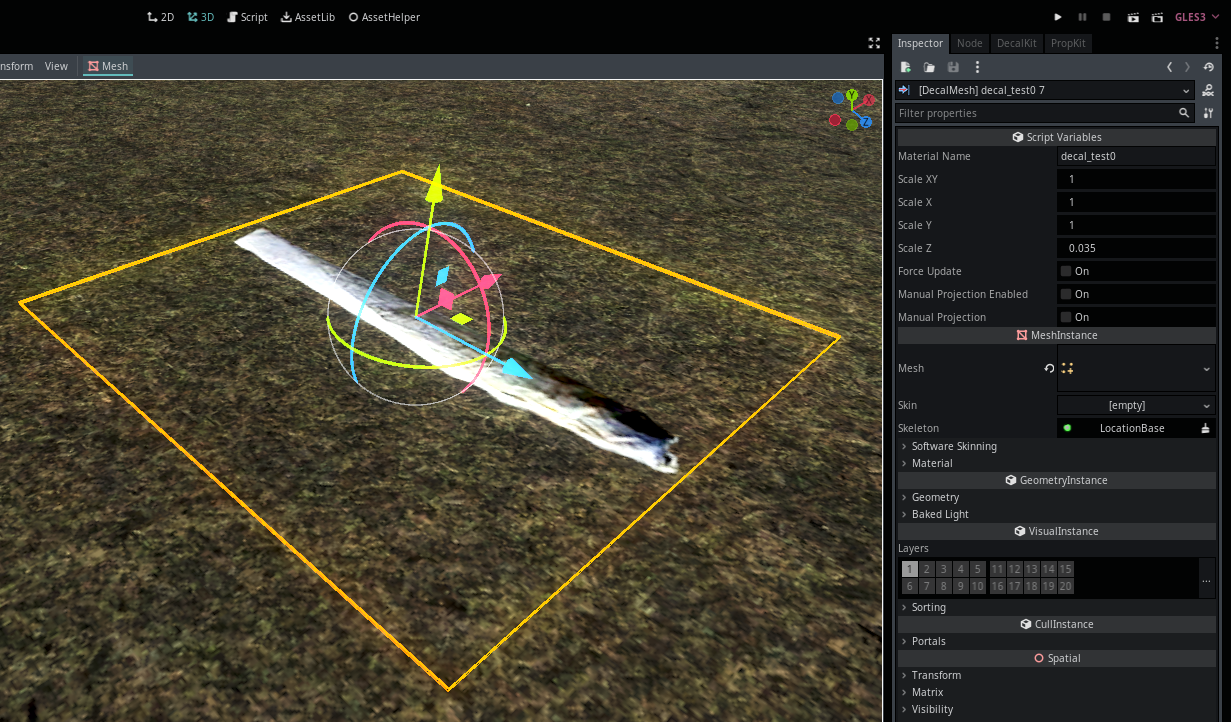 2D 3D Script AssetLib AssetHelper GLES3
nsform View Mesh
Inspector Node DecalKit PropKit
[DecalMesh] decal_test0 7
Filter properties
Script Variables
Material Name decal_test0
Scale XY 1
Scale X 1
Scale Y 1
Scale Z 0.035
Force Update On
Manual Projection Enabled On
Manual Projection On
MeshInstance
Mesh
Skin [empty]
Skeleton LocationBase
Software Skinning
Material
GeometryInstance
Geometry
Baked Light
VisualInstance
Layers
1 2 3 4 5 11 12 13 14 15
6 7 8 9 10 16 17 18 19 20
...
Sorting
CullInstance
Portals
Spatial
Transform
Matrix
Visibility
Y
X
Z